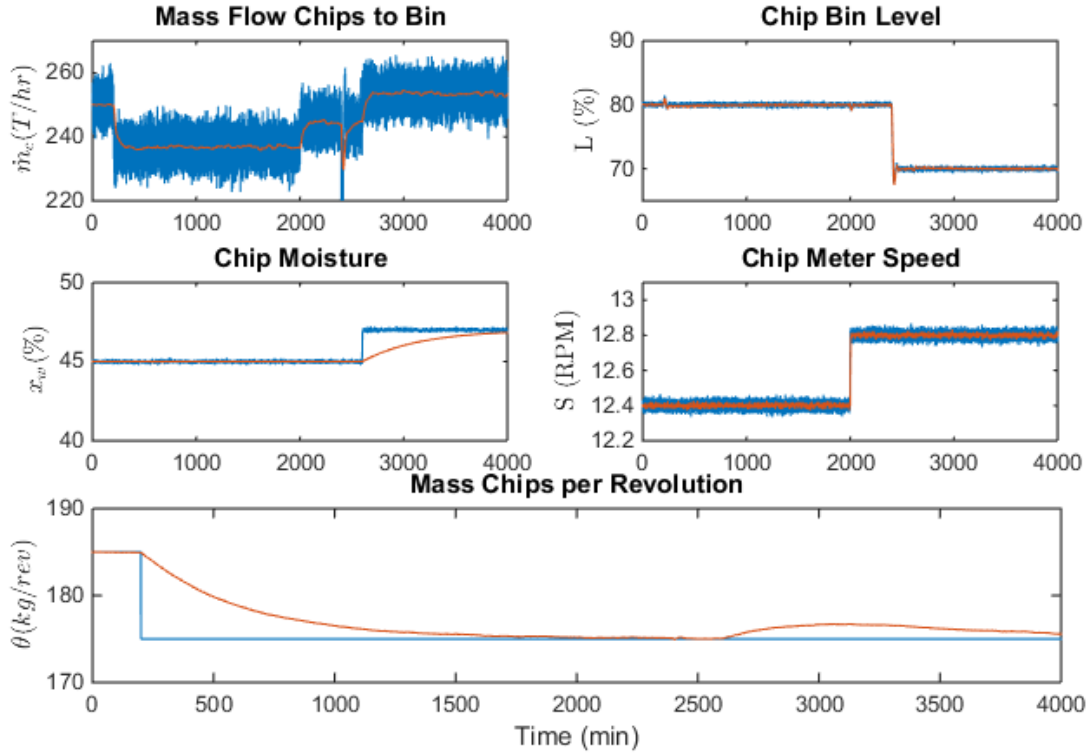 Mass Flow Chips to Bin
ṁc(T/hr)
260
240
220
0 1000 2000 3000 4000
Chip Bin Level
L (%)
90
80
70
0 1000 2000 3000 4000
Chip Moisture
xw(%)
50
45
40
0 1000 2000 3000 4000
Chip Meter Speed
S (RPM)
13
12.8
12.6
12.4
12.2
0 1000 2000 3000 4000
Mass Chips per Revolution
θ(kg/rev)
190
180
170
0 500 1000 1500 2000 2500 3000 3500 4000
Time (min)